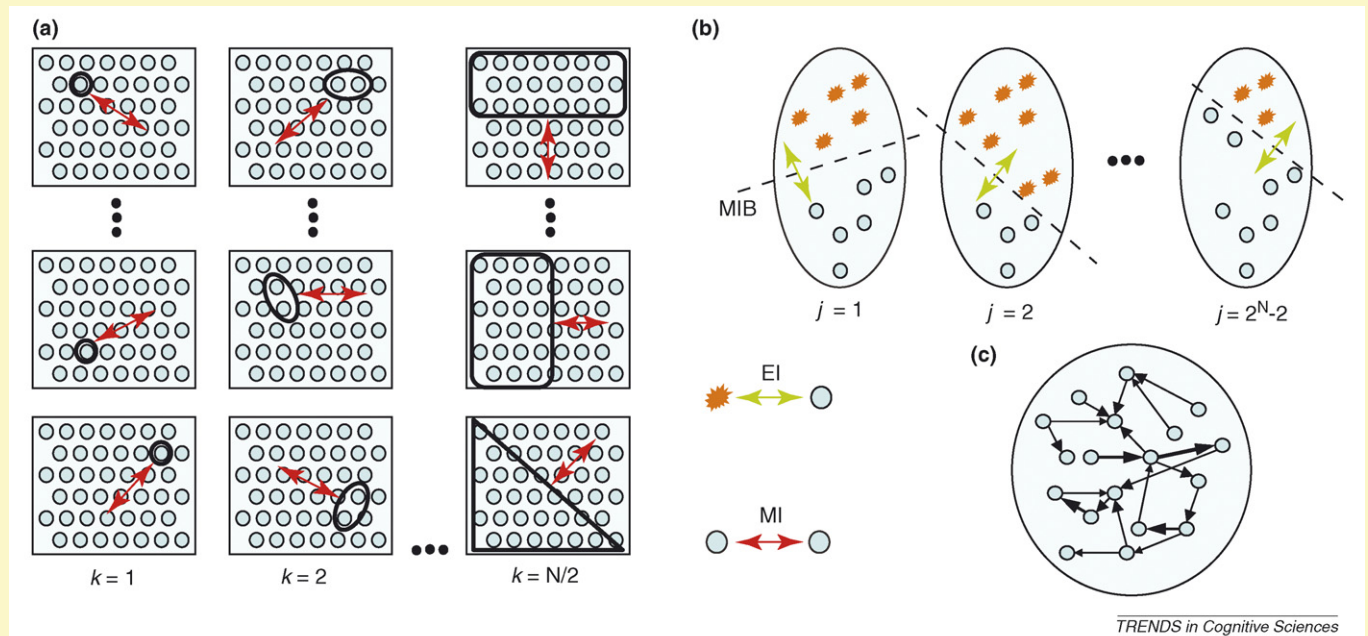 (a)
k = 1
k = 2
k = N/2
(b)
MIB
j = 1
j = 2
j = 2ᴺ-2
EI
MI
(c)
TRENDS in Cognitive Sciences